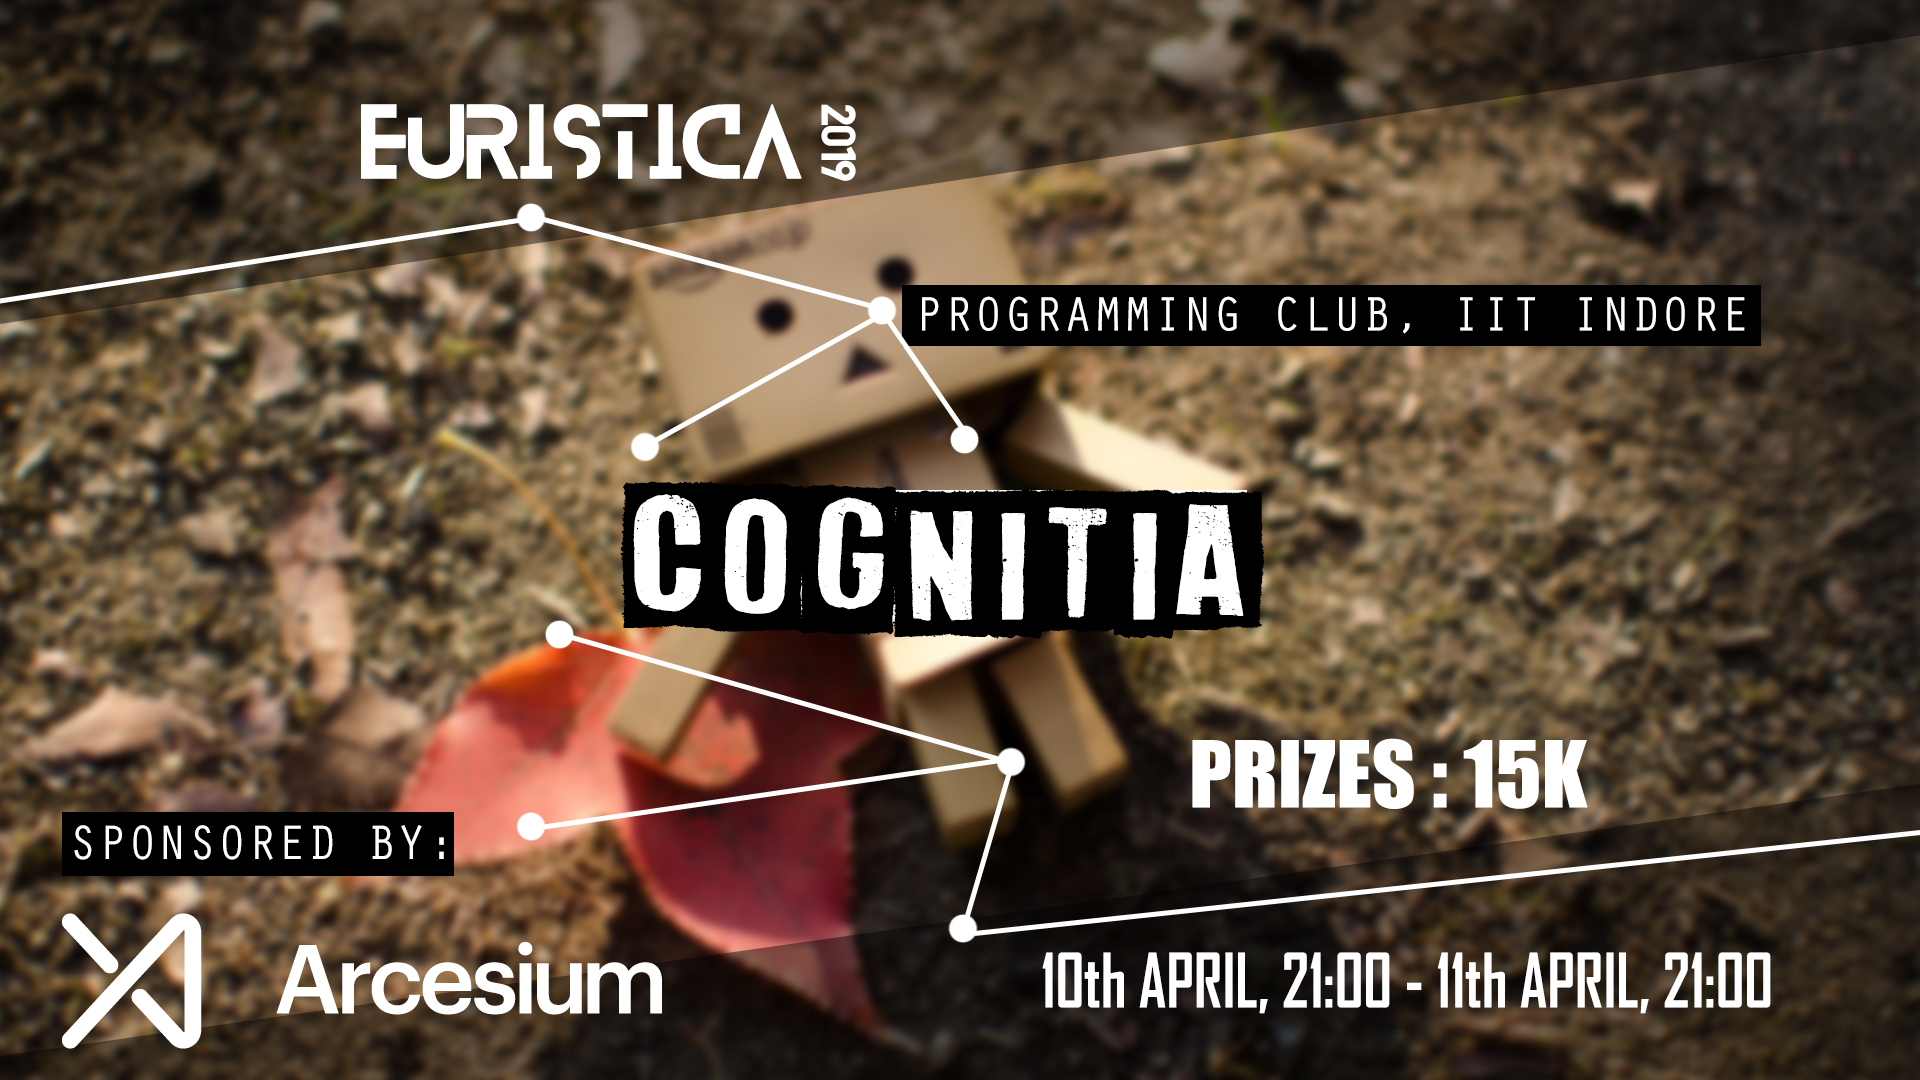 EuRISTICA 2019
PROGRAMMING CLUB, IIT INDORE
COGNITIA
PRIZES : 15K
SPONSORED BY:
Arcesium
10th APRIL, 21:00 - 11th APRIL, 21:00